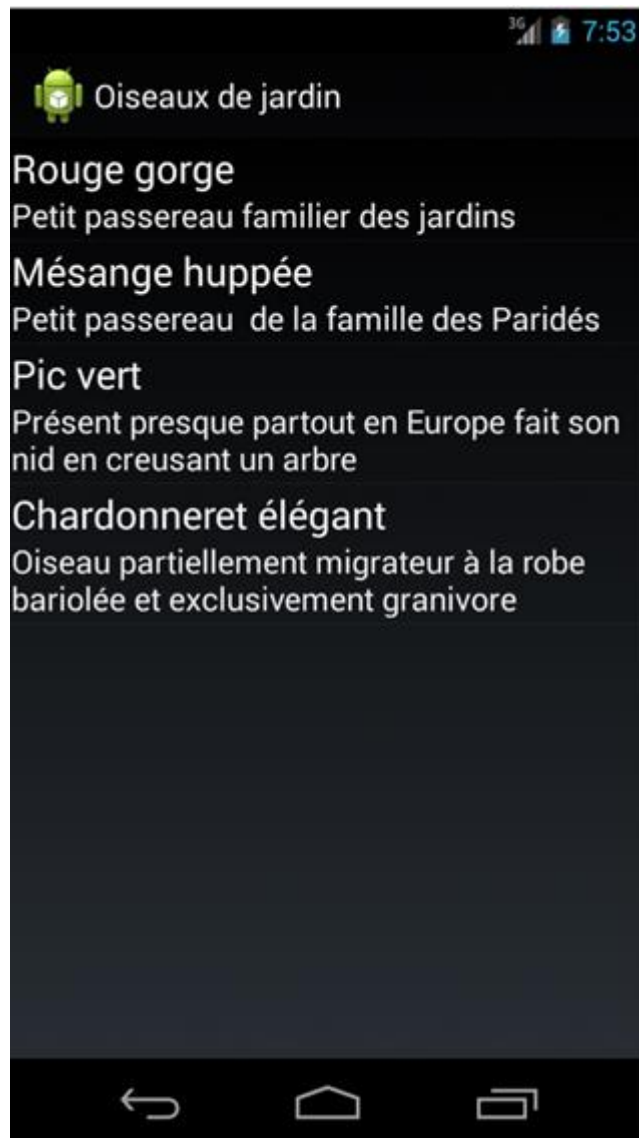 3G 7:53
Oiseaux de jardin
Rouge gorge
Petit passereau familier des jardins
Mésange huppée
Petit passereau  de la famille des Paridés
Pic vert
Présent presque partout en Europe fait son
nid en creusant un arbre
Chardonneret élégant
Oiseau partiellement migrateur à la robe
bariolée et exclusivement granivore